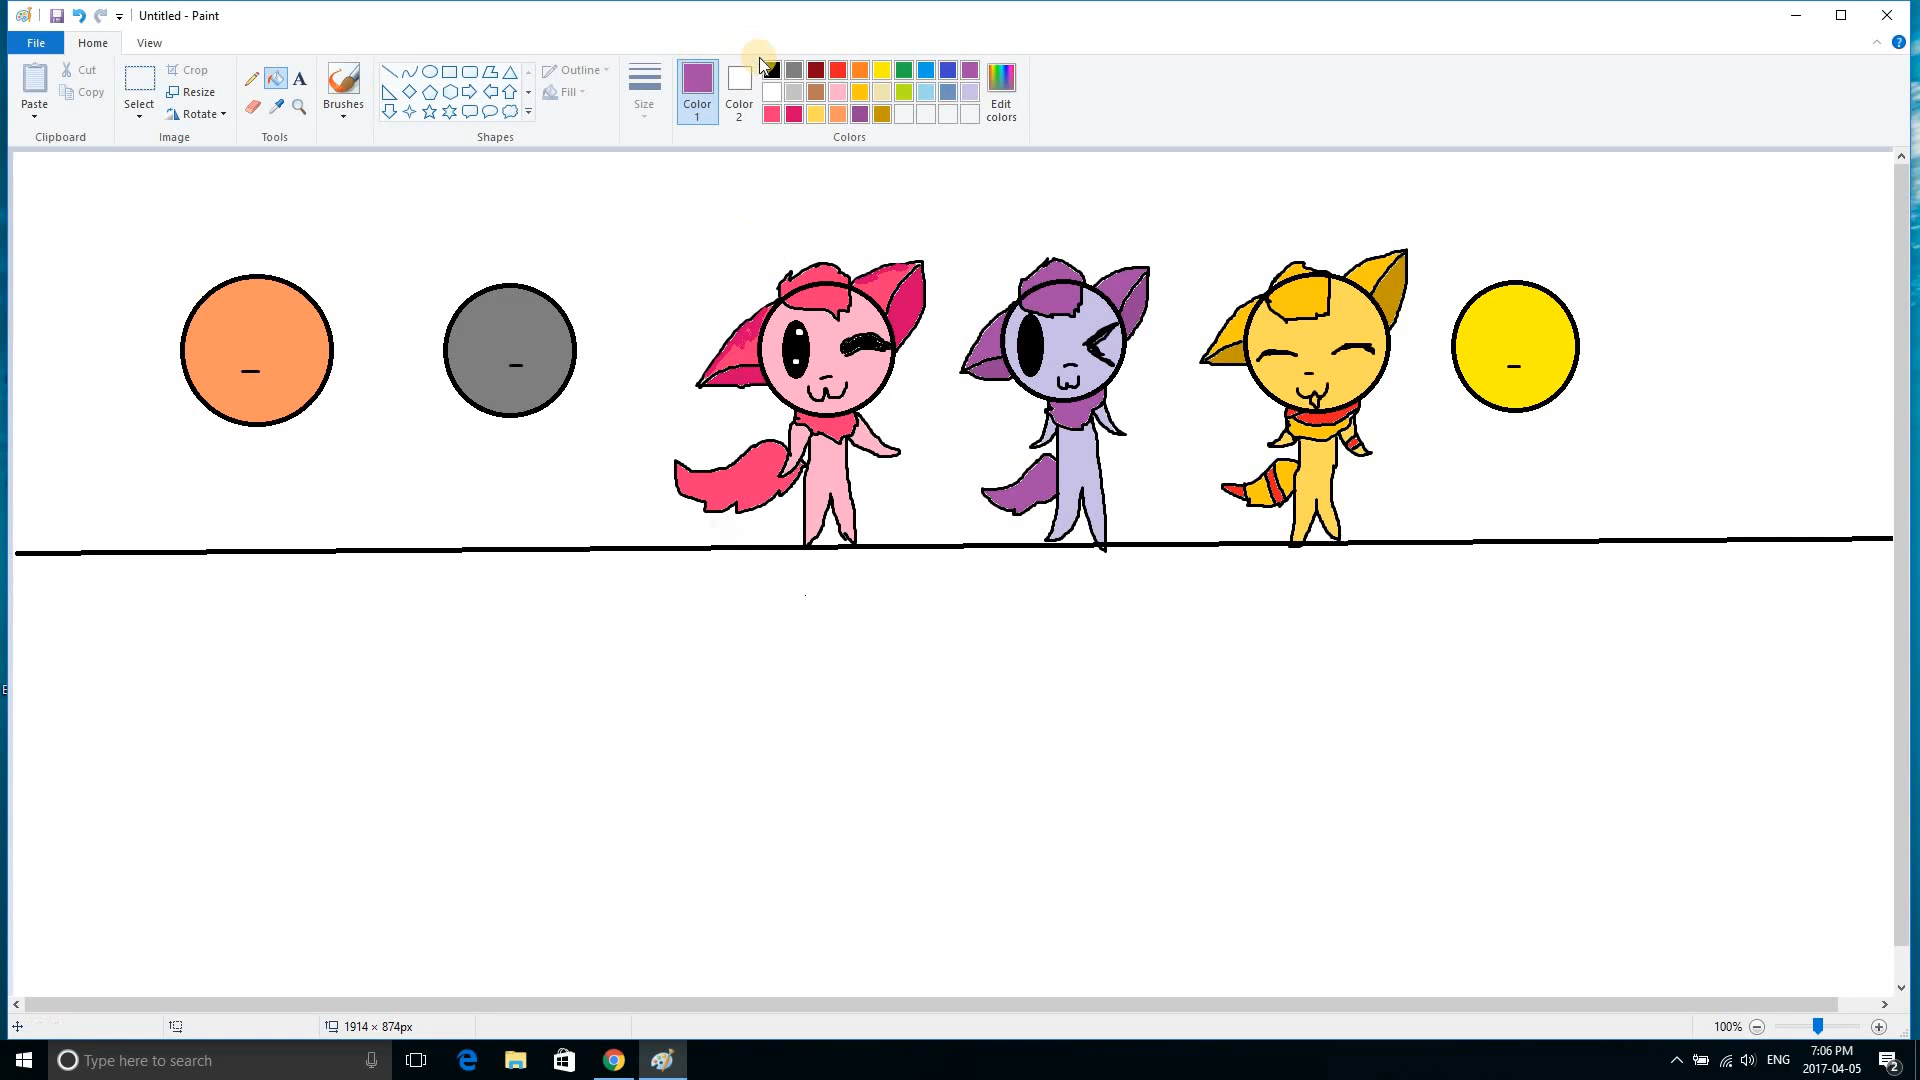 Untitled - Paint
File Home View
Paste
Cut
Copy
Clipboard
Select
Crop
Resize
Rotate
Image
A
Tools
Brushes
Shapes
Outline
Fill
Size
Color 1
Color 2
Edit colors
Colors
E
1914 × 874px
100%
Type here to search
ENG
7:06 PM
2017-04-05
2